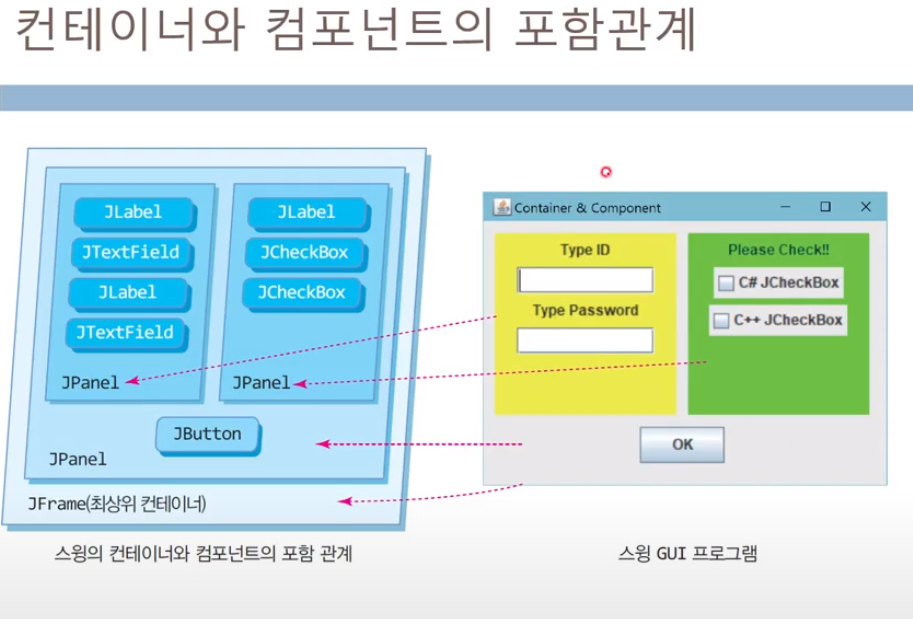 컨테이너와 컴포넌트의 포함관계
JLabel
JTextField
JLabel
JTextField
JPanel
JLabel
JCheckBox
JCheckBox
JPanel
JButton
JPanel
JFrame(최상위 컨테이너)
스윙의 컨테이너와 컴포넌트의 포함 관계
Container & Component
Type ID
Type Password
Please Check!!
C# JCheckBox
C++ JCheckBox
OK
스윙 GUI 프로그램